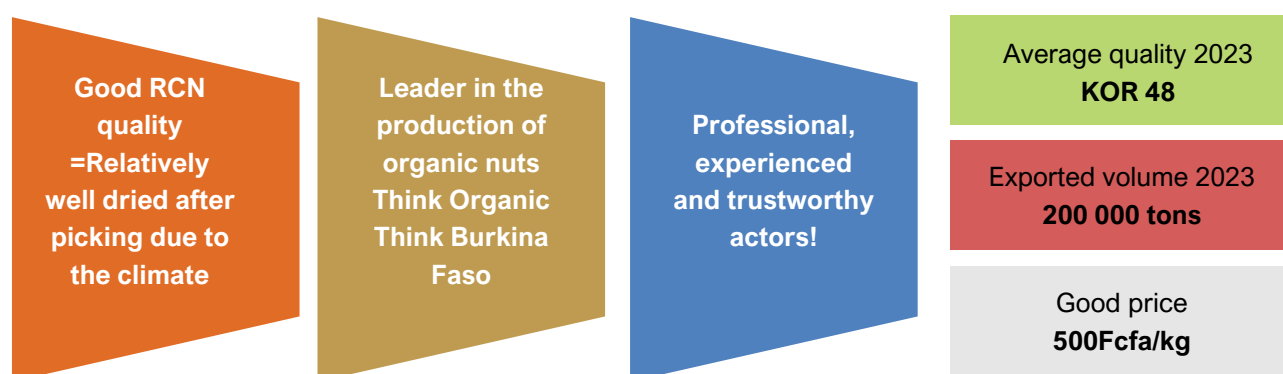 Good RCN
quality
=Relatively
well dried after
picking due to
the climate
Leader in the
production of
organic nuts
Think Organic
Think Burkina
Faso
Professional,
experienced
and trustworthy
actors!
Average quality 2023
KOR 48
Exported volume 2023
200 000 tons
Good price
500Fcfa/kg